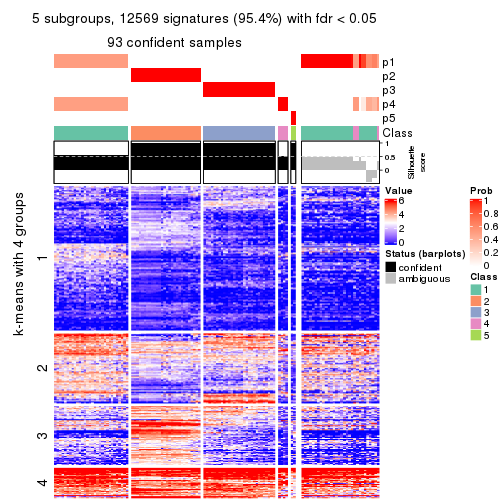 5 subgroups, 12569 signatures (95.4%) with fdr < 0.05
93 confident samples
p1
p2
p3
p4
p5
Class
1
0.5
0
Silhouette
score
k-means with 4 groups
1
2
3
4
Value
6
4
2
0
Status (barplots)
confident
ambiguous
Prob
1
0.8
0.6
0.4
0.2
0
Class
1
2
3
4
5